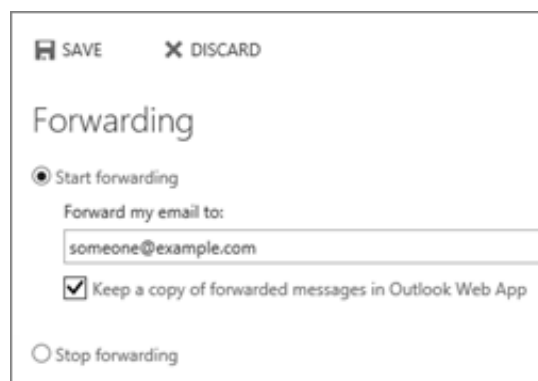 SAVE DISCARD
Forwarding
Start forwarding
Forward my email to:
someone@example.com
Keep a copy of forwarded messages in Outlook Web App
Stop forwarding